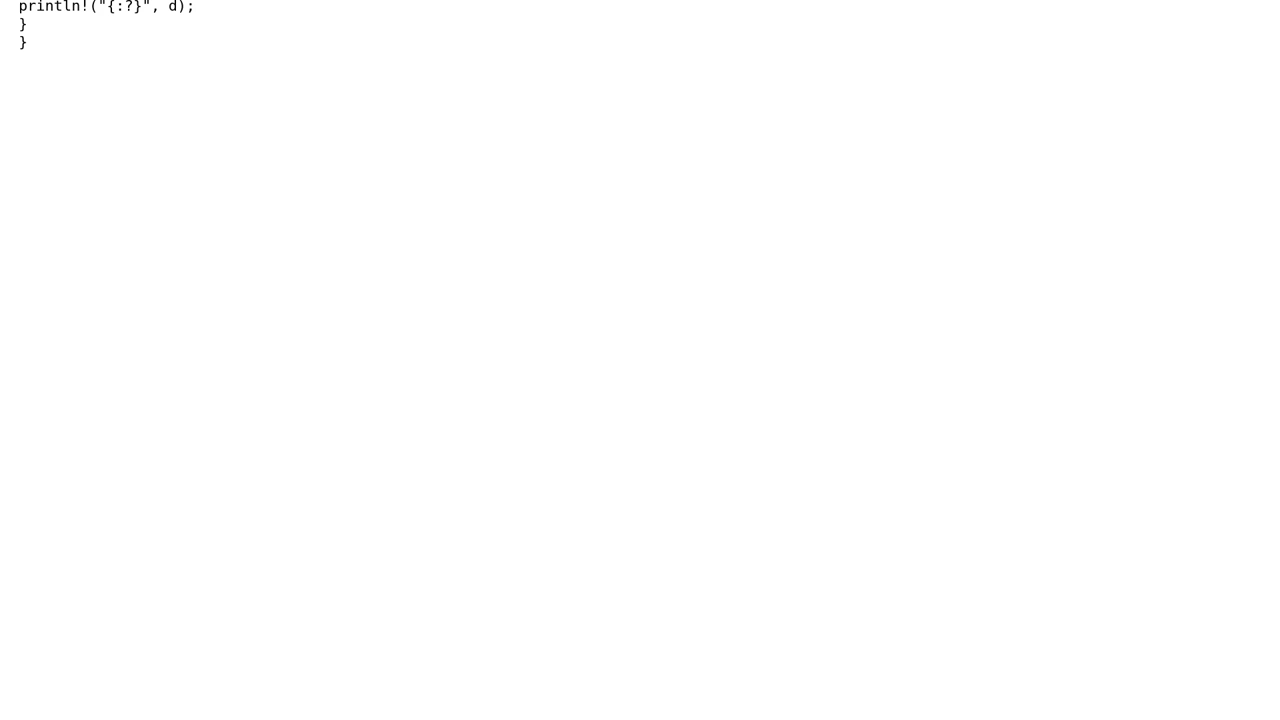 println!("{:?}", d);
}
}